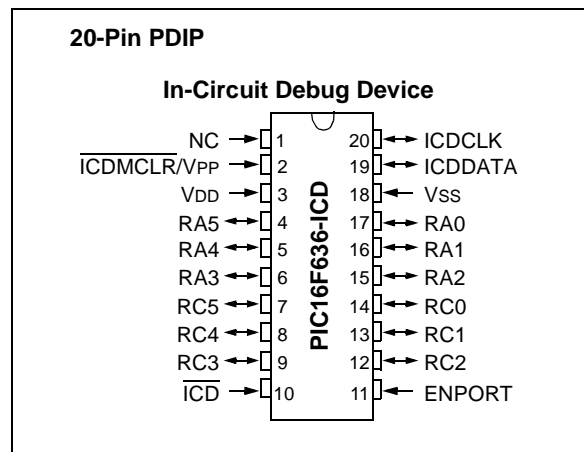 20-Pin PDIP
In-Circuit Debug Device
NC 1 20 ICDCLK
ICDMCLR/VPP 2 19 ICDDATA
VDD 3 18 VSS
RA5 4 17 RA0
RA4 5 16 RA1
RA3 6 15 RA2
RC5 7 14 RC0
RC4 8 13 RC1
RC3 9 12 RC2
ICD 10 11 ENPORT
PIC16F636-ICD